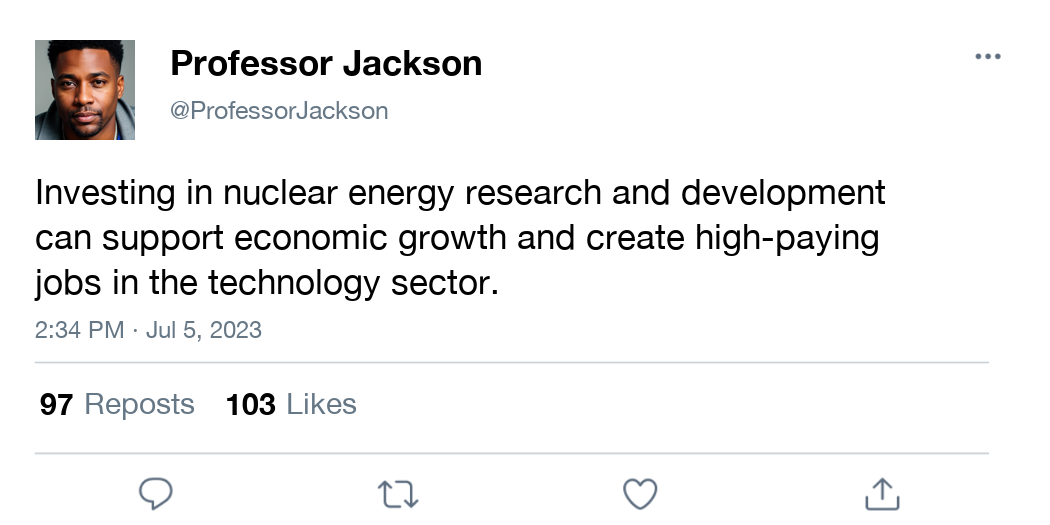 Professor Jackson
@ProfessorJackson
Investing in nuclear energy research and development
can support economic growth and create high-paying
jobs in the technology sector.
2:34 PM · Jul 5, 2023
97 Reposts 103 Likes